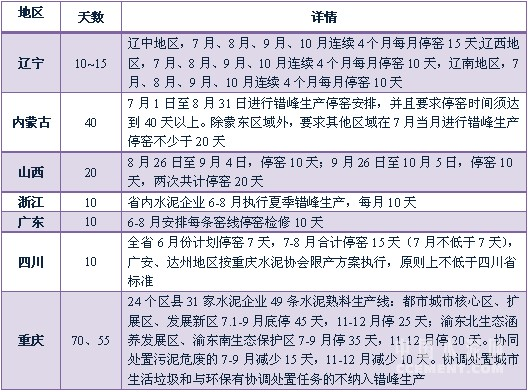 地区 天数 详情
辽宁 10~15 辽中地区，7月、8月、9月、10月连续4个月每月停窑15天;辽西地
区，7月、8月、9月、10月连续4个月每月停窑10天，辽南地区，7
月、8月、9月、10月连续4个月每月停窑10天
内蒙古 40 7月1日至8月31日进行错峰生产停窑安排，并且要求停窑时间须达
到40天以上。除蒙东区域外，要求其他区域在7月当月进行错峰生产
停窑不少于20天
山西 20 8月26日至9月4日，停窑10天；9月26日至10月5日，停窑10
天，两次共计停窑20天
浙江 10 省内水泥企业6-8月执行夏季错峰生产，每月10天
广东 10 6-8月安排每条窑线停窑检修10天
四川 10 全省6月份计划停窑7天，7-8月合计停窑15天（7月不低于7天），
广安、达州地区按重庆水泥协会限产方案执行，原则上不低于四川省
标准
重庆 70、55 24个区县31家水泥企业49条水泥熟料生产线：都市城市核心区、扩
展区、发展新区7.1-9月底停45天，11-12月停25天；渝东北生态涵
养发展区、渝东南生态保护区7-9月停35天，11-12月停20天。协同
处置污泥危废的7-9月减少15天，11-12月减少10天。协调处置城市
生活垃圾和与环保有协调处置任务的不纳入错峰生产